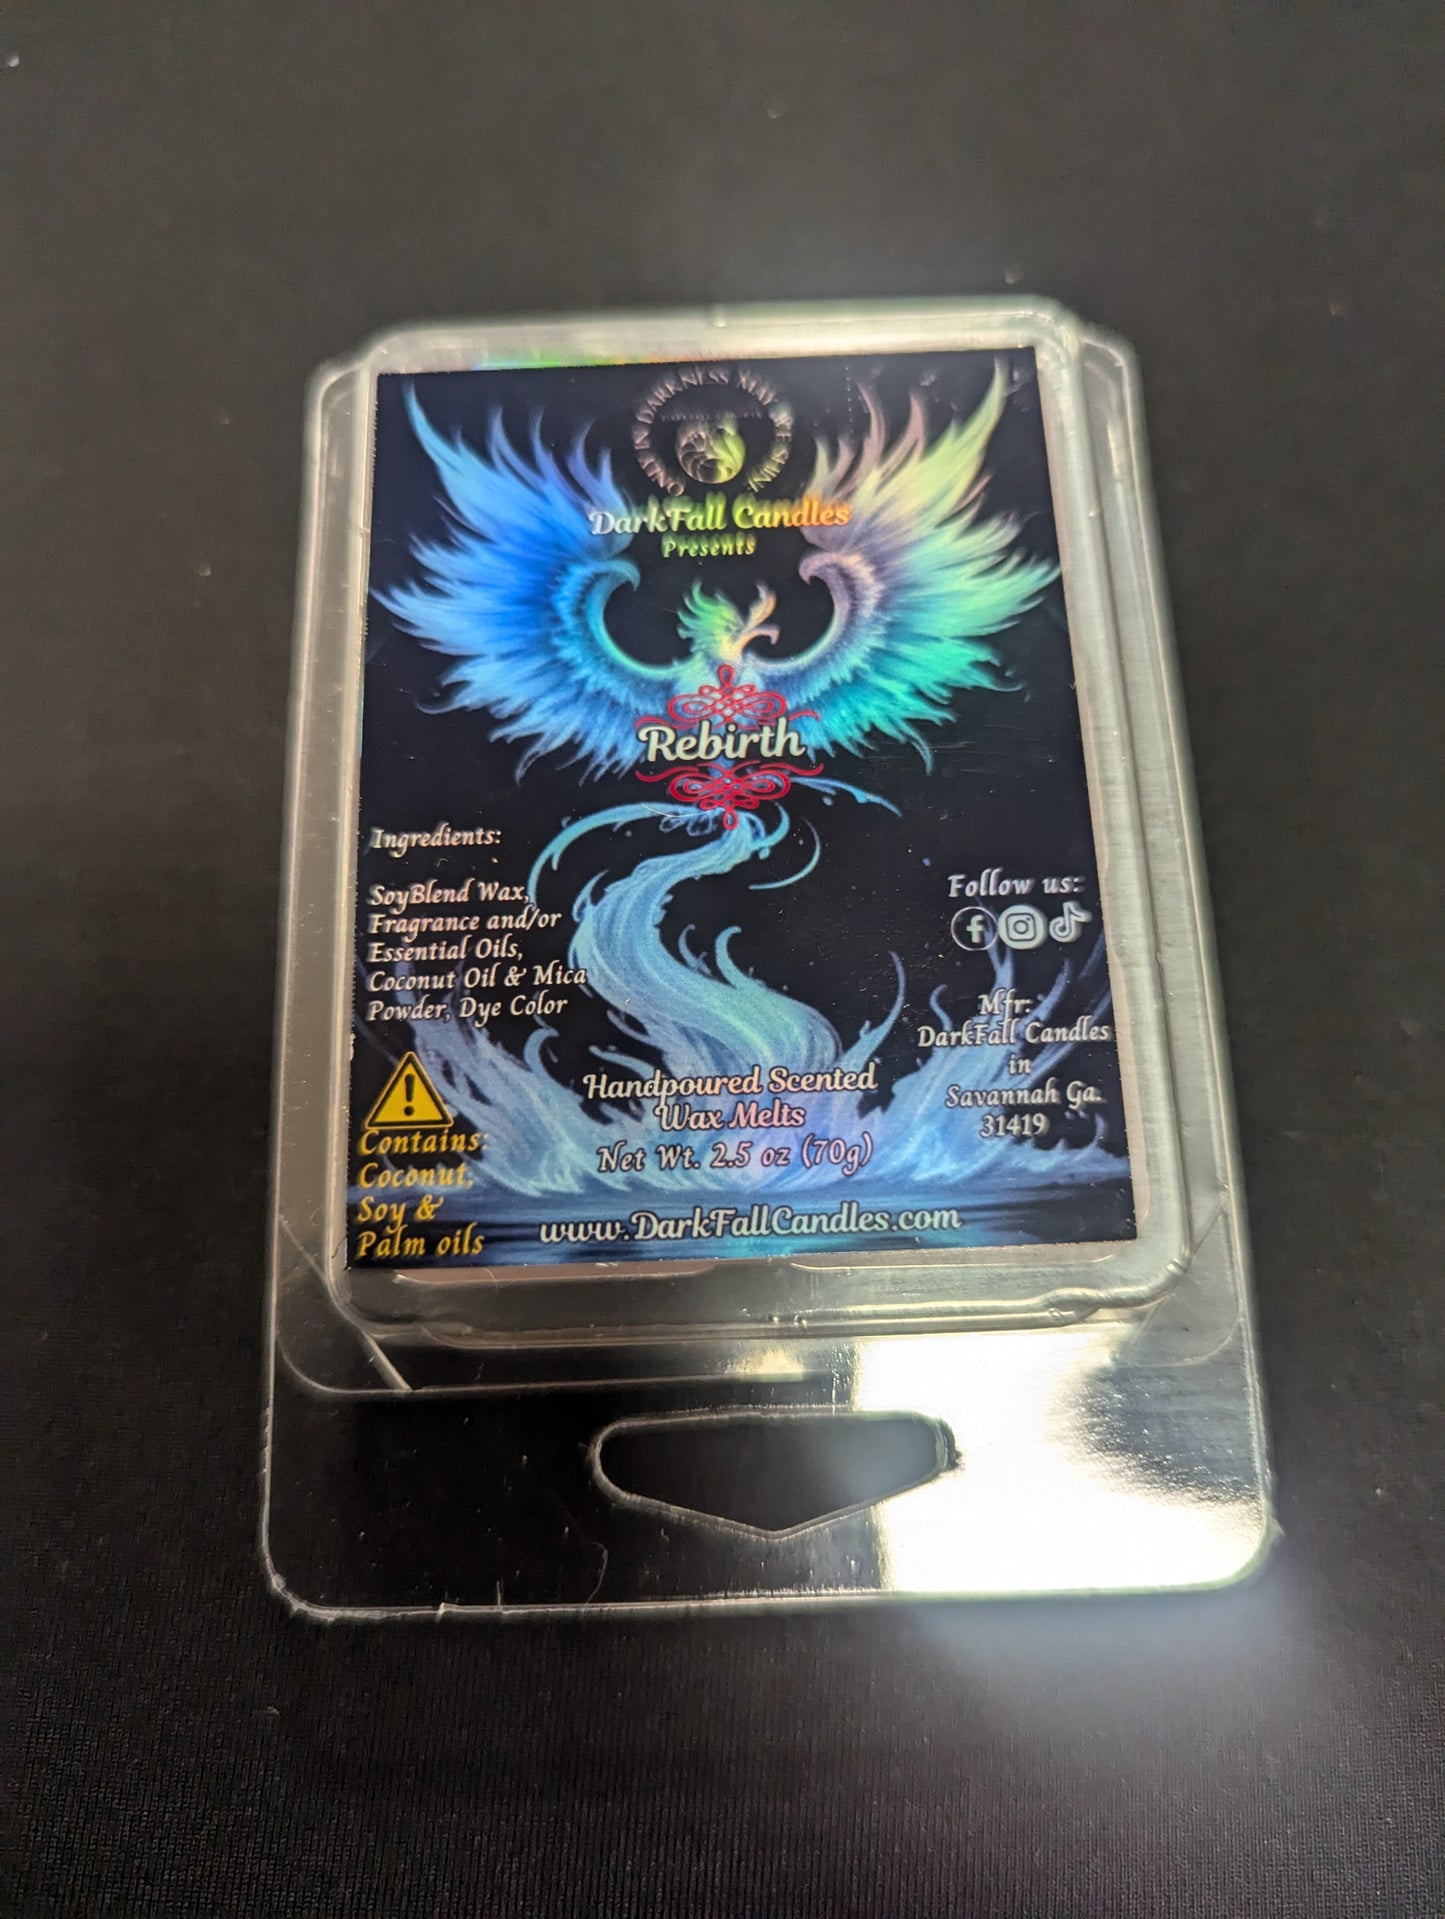 ONLY IN DARKNESS MAY WE SHINE
DarkFall Candles
Presents
Rebirth
Ingredients:
SoyBlend Wax,
Fragrance and/or
Essential Oils,
Coconut Oil & Mica
Powder, Dye Color
Follow us:
Mfr:
DarkFall Candles
in
Savannah Ga.
31419
Contains:
Coconut,
Soy &
Palm oils
Handpoured Scented
Wax Melts
Net Wt. 2.5 oz (70g)
www.DarkFallCandles.com